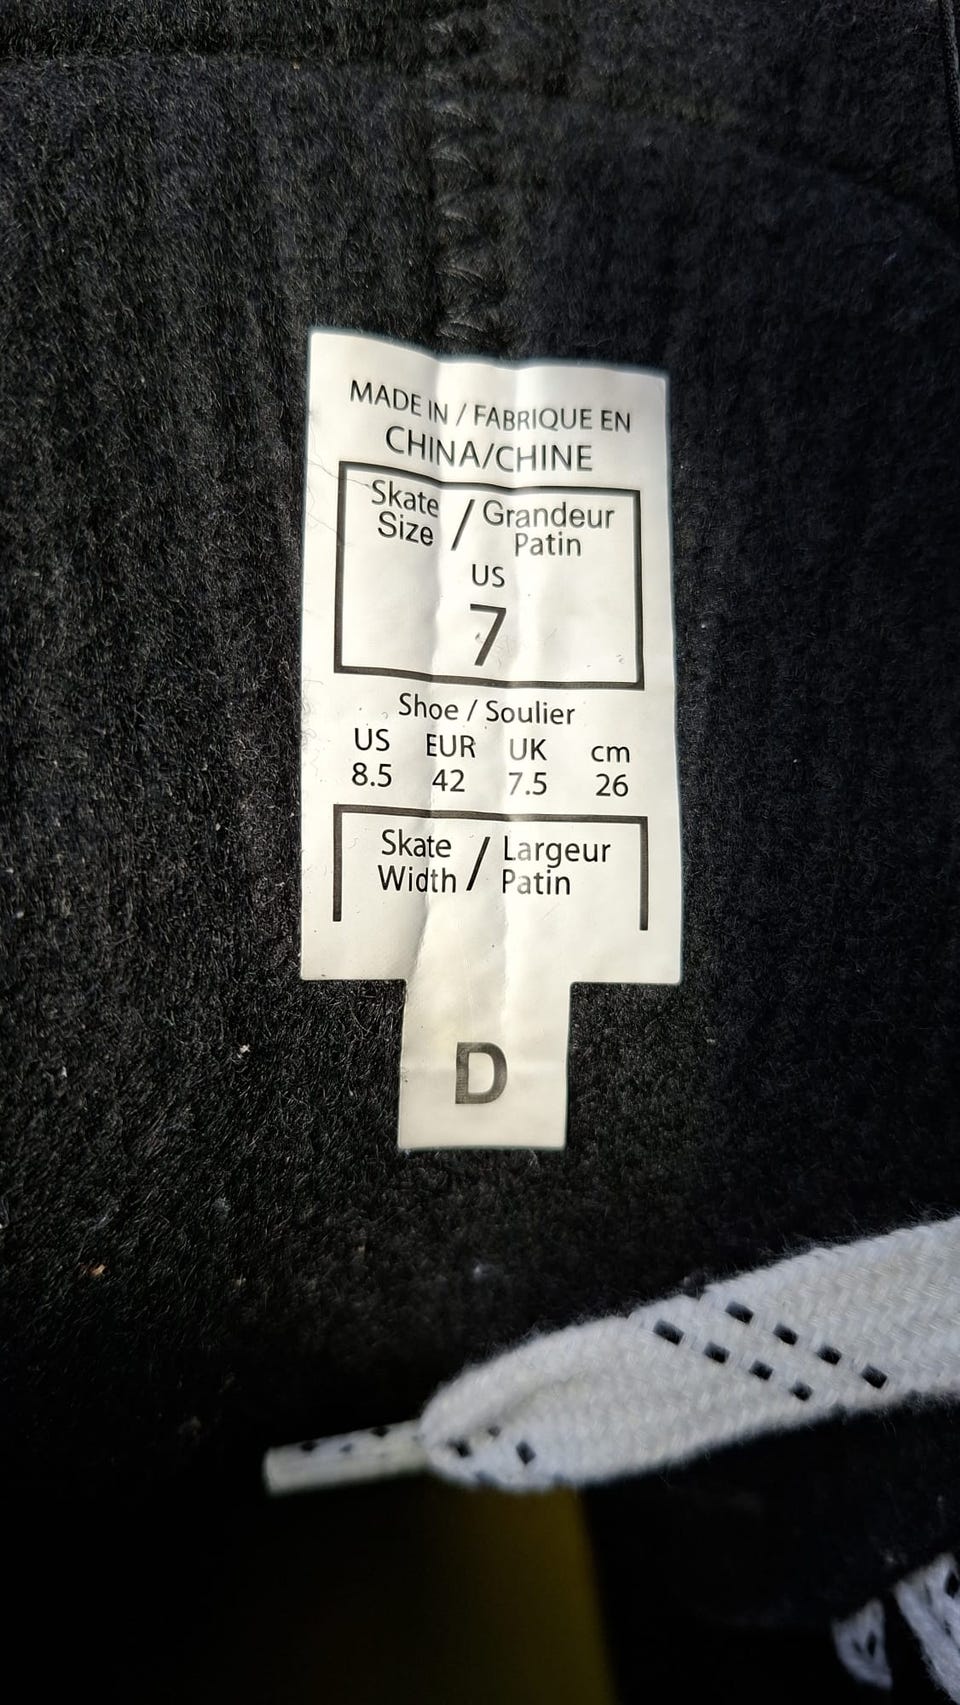 MADE IN / FABRIQUE EN
CHINA/CHINE
Skate Size / Grandeur Patin
US
7
Shoe / Soulier
US EUR UK cm
8.5 42 7.5 26
Skate Width / Largeur Patin
D